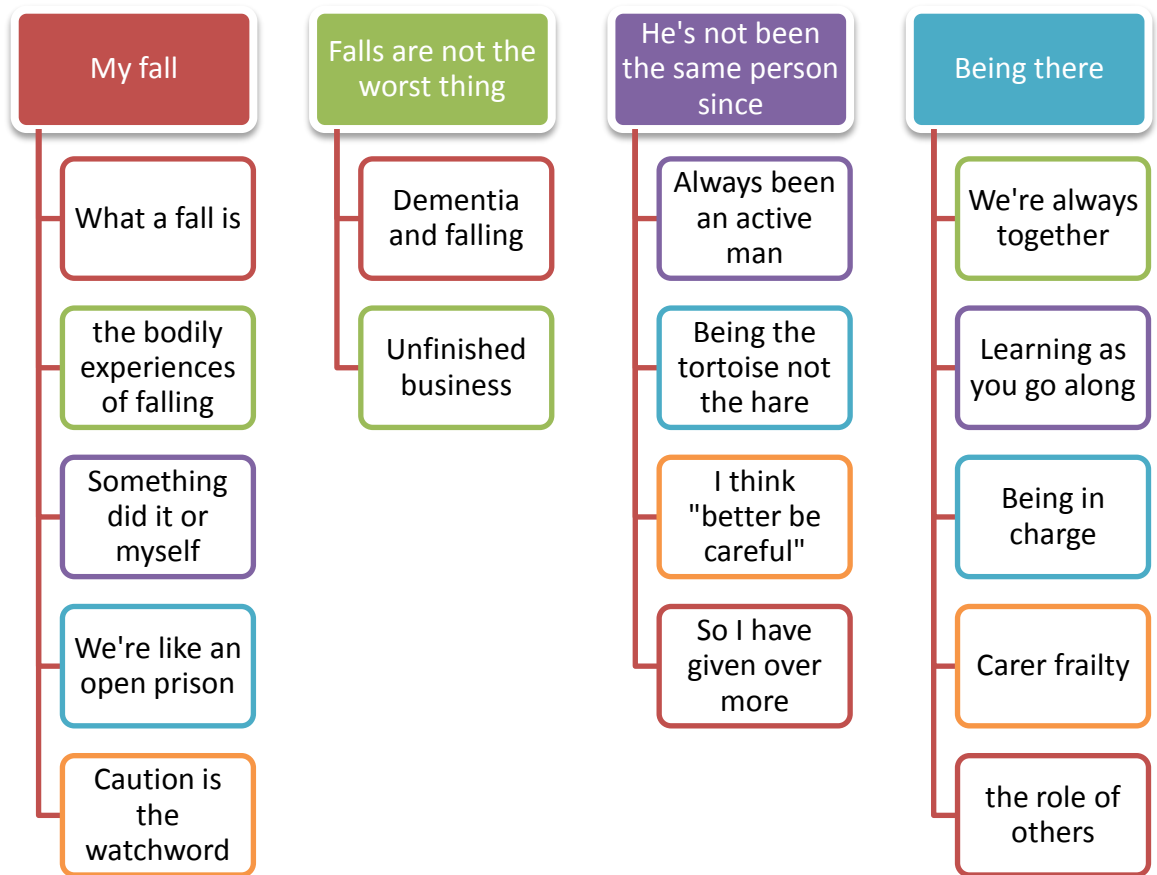 My fall
What a fall is
the bodily
experiences
of falling
Something
did it or
myself
We're like an
open prison
Caution is
the
watchword
Falls are not the
worst thing
Dementia
and falling
Unfinished
business
He's not been
the same person
since
Always been
an active
man
Being the
tortoise not
the hare
I think
"better be
careful"
So I have
given over
more
Being there
We're always
together
Learning as
you go along
Being in
charge
Carer frailty
the role of
others